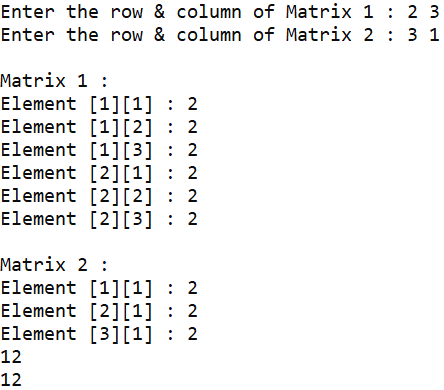 Enter the row & column of Matrix 1 : 2 3
Enter the row & column of Matrix 2 : 3 1

Matrix 1 :
Element [1][1] : 2
Element [1][2] : 2
Element [1][3] : 2
Element [2][1] : 2
Element [2][2] : 2
Element [2][3] : 2

Matrix 2 :
Element [1][1] : 2
Element [2][1] : 2
Element [3][1] : 2
12
12